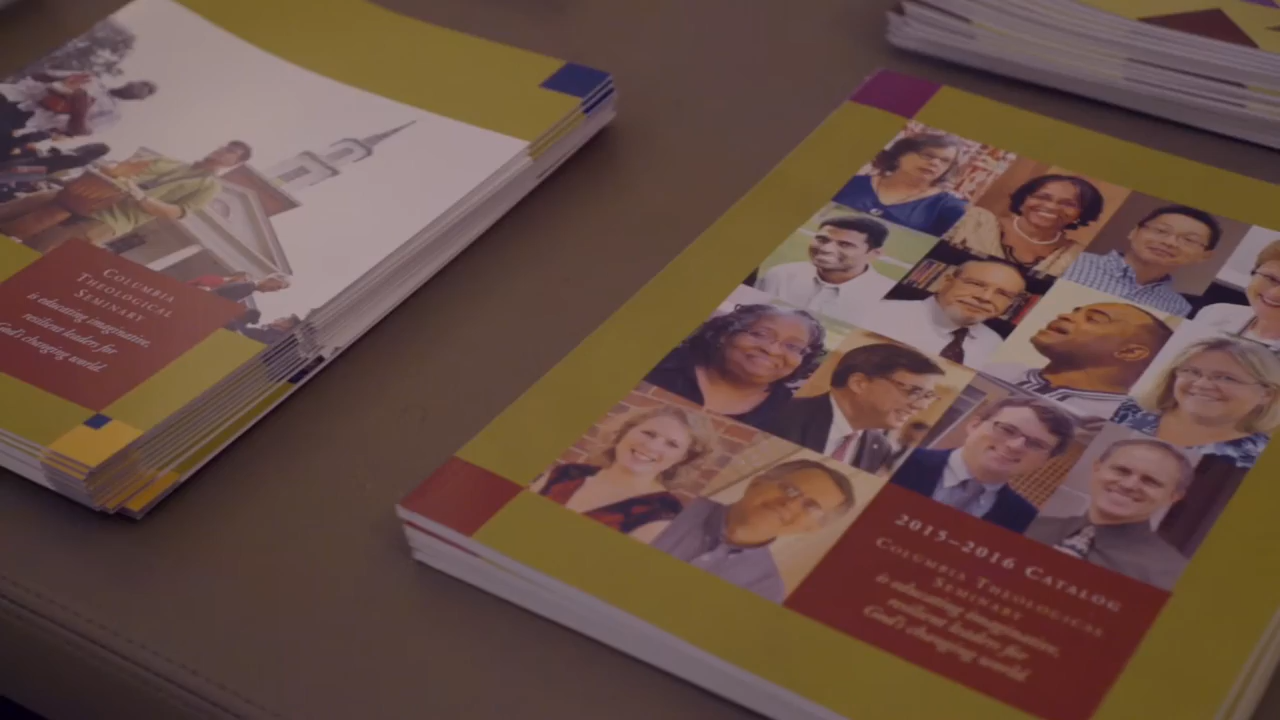 COLUMBIA
THEOLOGICAL
SEMINARY
is educating imaginative,
resilient leaders for
God's changing world.
2015–2016 CATALOG
COLUMBIA THEOLOGICAL
SEMINARY
is educating imaginative,
resilient leaders for
God's changing world.